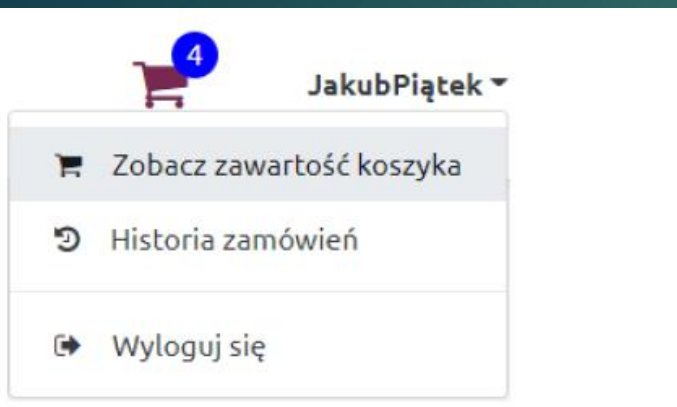 4
JakubPiątek
Zobacz zawartość koszyka
Historia zamówień
Wyloguj się